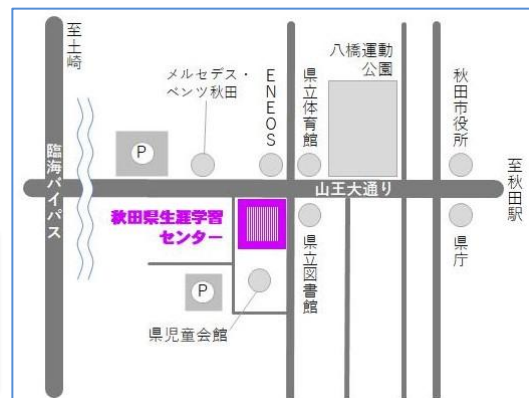 至土崎
臨海バイパス
メルセデス・
ベンツ秋田
ENEOS
県立体育館
八橋運動
公園
秋田市役所
至秋田駅
P
山王大通り
秋田県生涯学習
センター
県立図書館
県庁
P
県児童会館